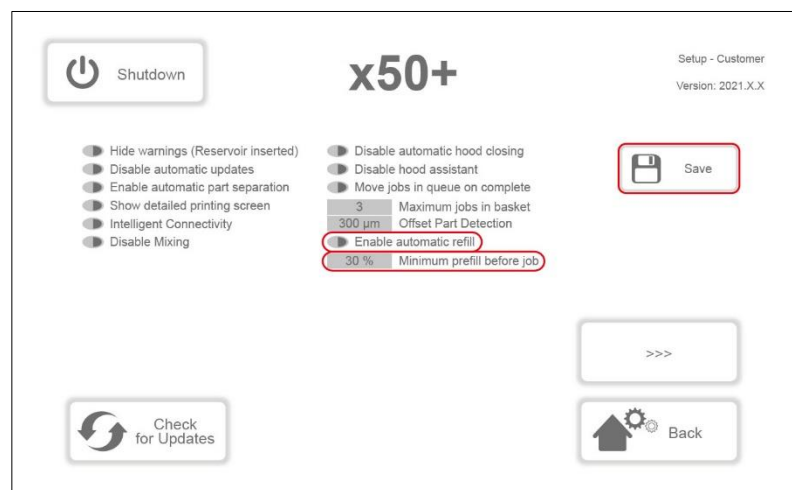 Shutdown
x50+
Setup - Customer
Version: 2021.X.X
Hide warnings (Reservoir inserted)
Disable automatic updates
Enable automatic part separation
Show detailed printing screen
Intelligent Connectivity
Disable Mixing
Disable automatic hood closing
Disable hood assistant
Move jobs in queue on complete
3 Maximum jobs in basket
300 µm Offset Part Detection
Enable automatic refill
30 % Minimum prefill before job
Save
>>>
Check
for Updates
Back